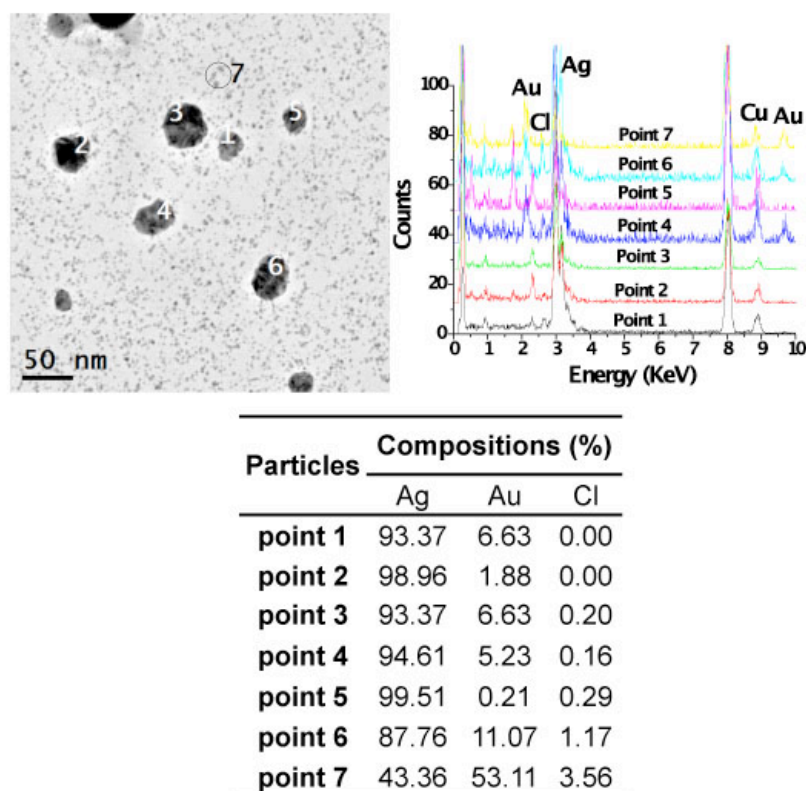 7
3
5
1
2
4
6
50 nm
100
80
60
40
20
0
Counts
Au
Cl
Ag
Cu
Au
Point 7
Point 6
Point 5
Point 4
Point 3
Point 2
Point 1
0 1 2 3 4 5 6 7 8 9 10
Energy (KeV)
Particles Compositions (%)
Ag Au Cl
point 1 93.37 6.63 0.00
point 2 98.96 1.88 0.00
point 3 93.37 6.63 0.20
point 4 94.61 5.23 0.16
point 5 99.51 0.21 0.29
point 6 87.76 11.07 1.17
point 7 43.36 53.11 3.56